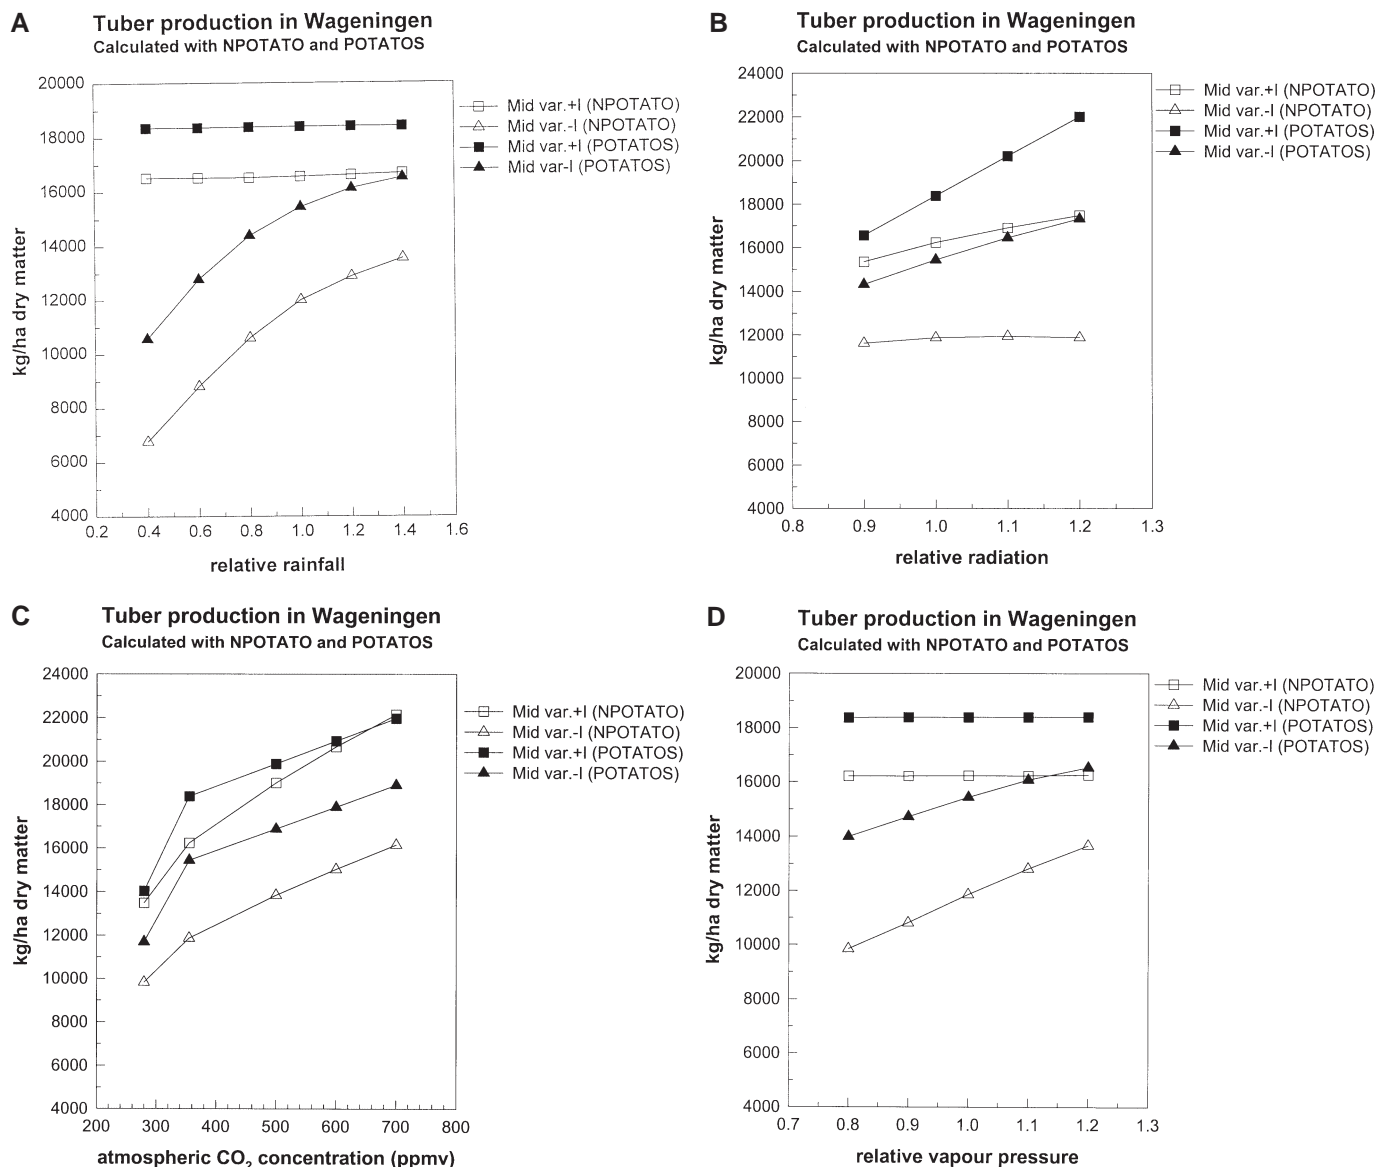 A
Tuber production in Wageningen
Calculated with NPOTATO and POTATOS
20000
18000
16000
14000
12000
10000
8000
6000
4000
kg/ha dry matter
0.2 0.4 0.6 0.8 1.0 1.2 1.4 1.6
relative rainfall
Mid var.+I (NPOTATO)
Mid var.-I (NPOTATO)
Mid var.+I (POTATOS)
Mid var-I (POTATOS)
B
Tuber production in Wageningen
Calculated with NPOTATO and POTATOS
24000
22000
20000
18000
16000
14000
12000
10000
8000
6000
4000
kg/ha dry matter
0.8 0.9 1.0 1.1 1.2 1.3
relative radiation
Mid var.+I (NPOTATO)
Mid var.-I (NPOTATO)
Mid var.+I (POTATOS)
Mid var.-I (POTATOS)
C
Tuber production in Wageningen
Calculated with NPOTATO and POTATOS
24000
22000
20000
18000
16000
14000
12000
10000
8000
6000
4000
kg/ha dry matter
200 300 400 500 600 700 800
atmospheric CO₂ concentration (ppmv)
Mid var.+I (NPOTATO)
Mid var.-I (NPOTATO)
Mid var.+I (POTATOS)
Mid var.-I (POTATOS)
D
Tuber production in Wageningen
Calculated with NPOTATO and POTATOS
20000
18000
16000
14000
12000
10000
8000
6000
4000
kg/ha dry matter
0.7 0.8 0.9 1.0 1.1 1.2 1.3
relative vapour pressure
Mid var.+I (NPOTATO)
Mid var.-I (NPOTATO)
Mid var.+I (POTATOS)
Mid var.-I (POTATOS)